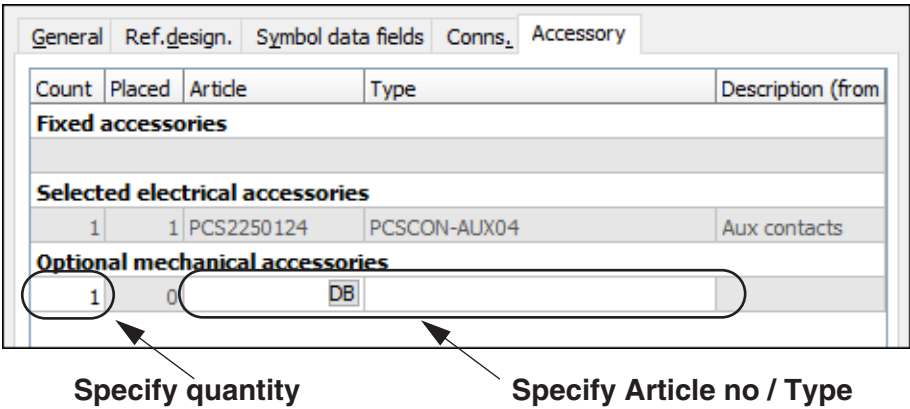 General Ref.design. Symbol data fields Conns. Accessory
Count Placed Article Type Description (from
Fixed accessories
Selected electrical accessories
1 1 PCS2250124 PCSCON-AUX04 Aux contacts
Optional mechanical accessories
1 0 DB
Specify quantity Specify Article no / Type